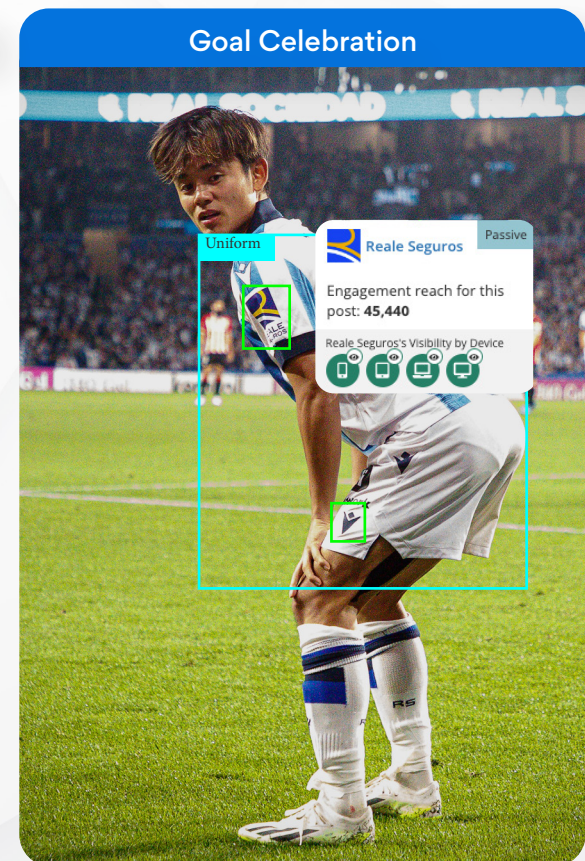 Goal Celebration
REAL SOCIEDAD
REAL S
Uniform
Passive
Reale Seguros
Engagement reach for this
post: 45,440
Reale Seguros's Visibility by Device
RS